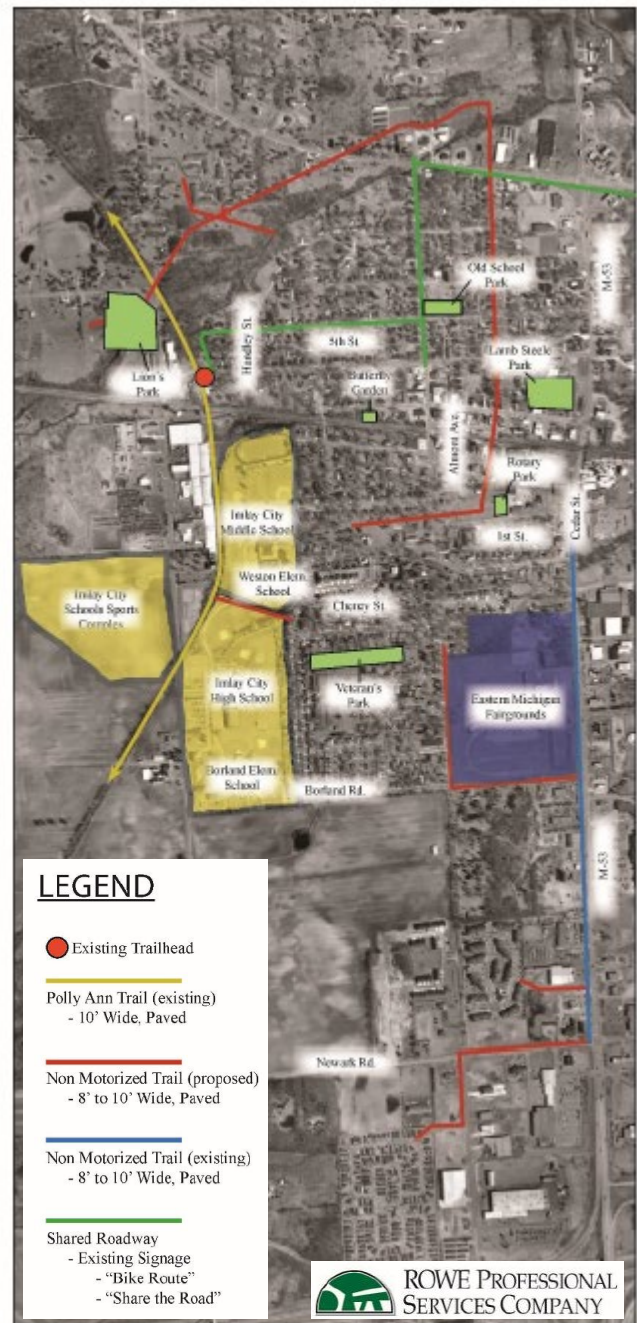 M-53
Old School
Park
Handley St.
5th St.
Lamb Steele
Park
Lion's
Park
Butterfly
Garden
Almont Ave.
Rotary
Park
Cedar St.
Imlay City
Middle School
1st St.
Weston Elem.
School
Imlay City
Schools Sports
Complex
Cheney St.
Imlay City
High School
Veteran's
Park
Eastern Michigan
Fairgrounds
Borland Elem.
School
Borland Rd.
M-53
LEGEND
Existing Trailhead
Polly Ann Trail (existing)
- 10' Wide, Paved
Newark Rd.
Non Motorized Trail (proposed)
- 8' to 10' Wide, Paved
Non Motorized Trail (existing)
- 8' to 10' Wide, Paved
Shared Roadway
- Existing Signage
- "Bike Route"
- "Share the Road"
ROWE PROFESSIONAL
SERVICES COMPANY